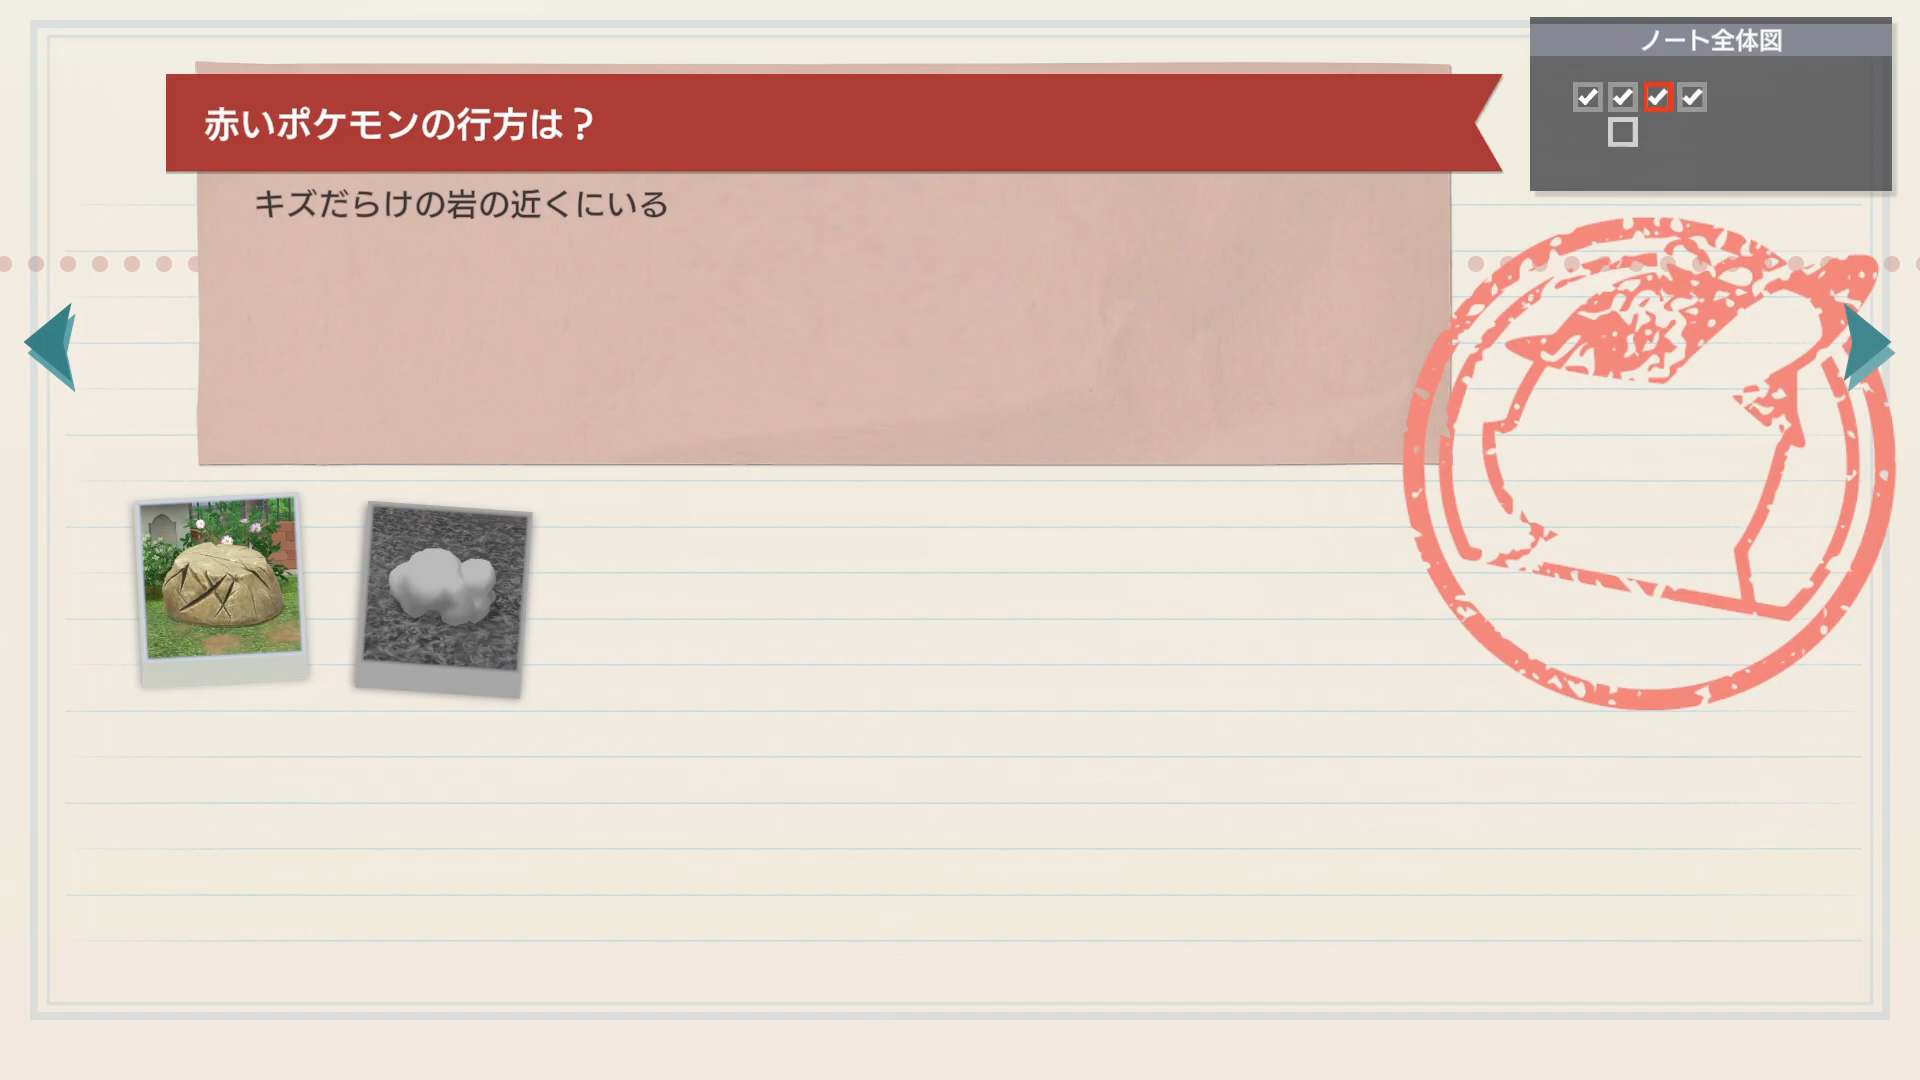 ノート全体図
赤いポケモンの行方は？
キズだらけの岩の近くにいる